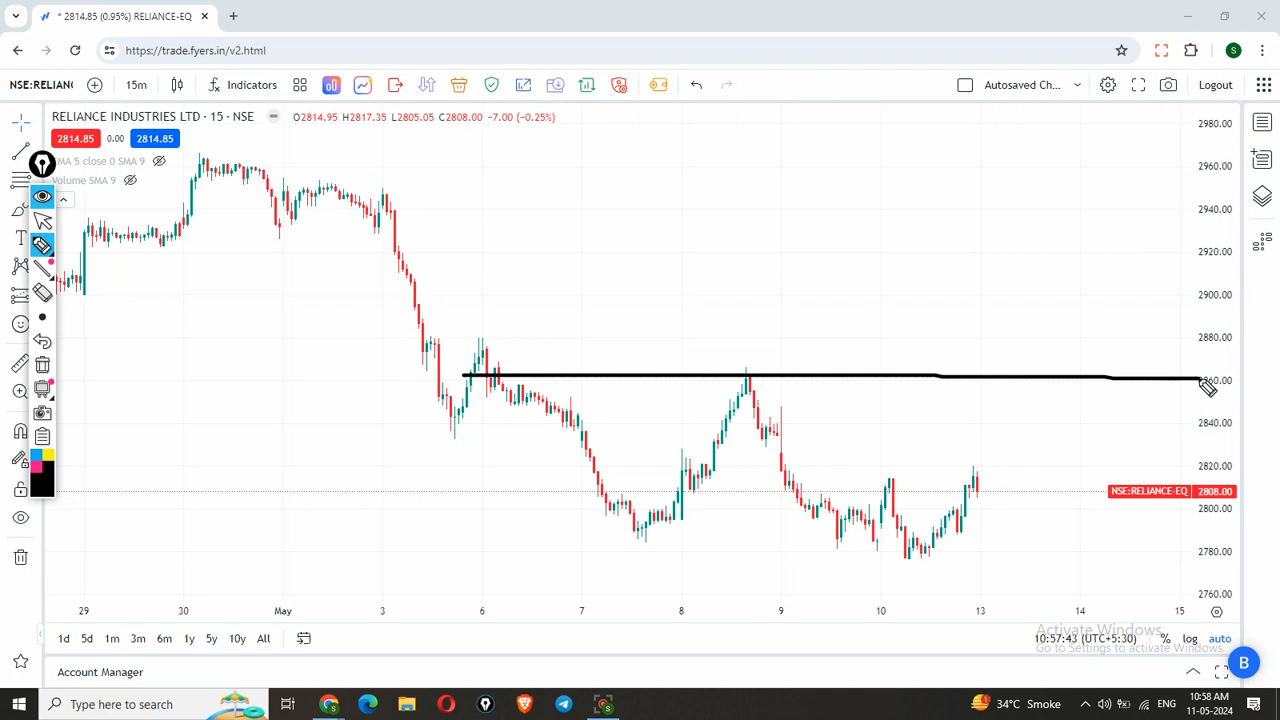 * 2814.85 (0.95%) RELIANCE-EQ
https://trade.fyers.in/v2.html
S
NSE:RELIANC
15m
Indicators
Autosaved Ch...
Logout
RELIANCE INDUSTRIES LTD · 15 · NSE
O2814.95 H2817.35 L2805.05 C2808.00 -7.00 (-0.25%)
2814.85
0.00
2814.85
SMA 5 close 0 SMA 9
Volume SMA 9
2980.00
2960.00
2940.00
2920.00
2900.00
2880.00
2860.00
2840.00
2820.00
NSE:RELIANCE-EQ 2808.00
2800.00
2780.00
2760.00
29 30 May 3 6 7 8 9 10 13 14 15
1d 5d 1m 3m 6m 1y 5y 10y All
10:57:43 (UTC+5:30) % log auto
Activate Windows
Go to Settings to activate Windows.
Account Manager
B
Type here to search
34°C Smoke
ENG
10:58 AM
11-05-2024